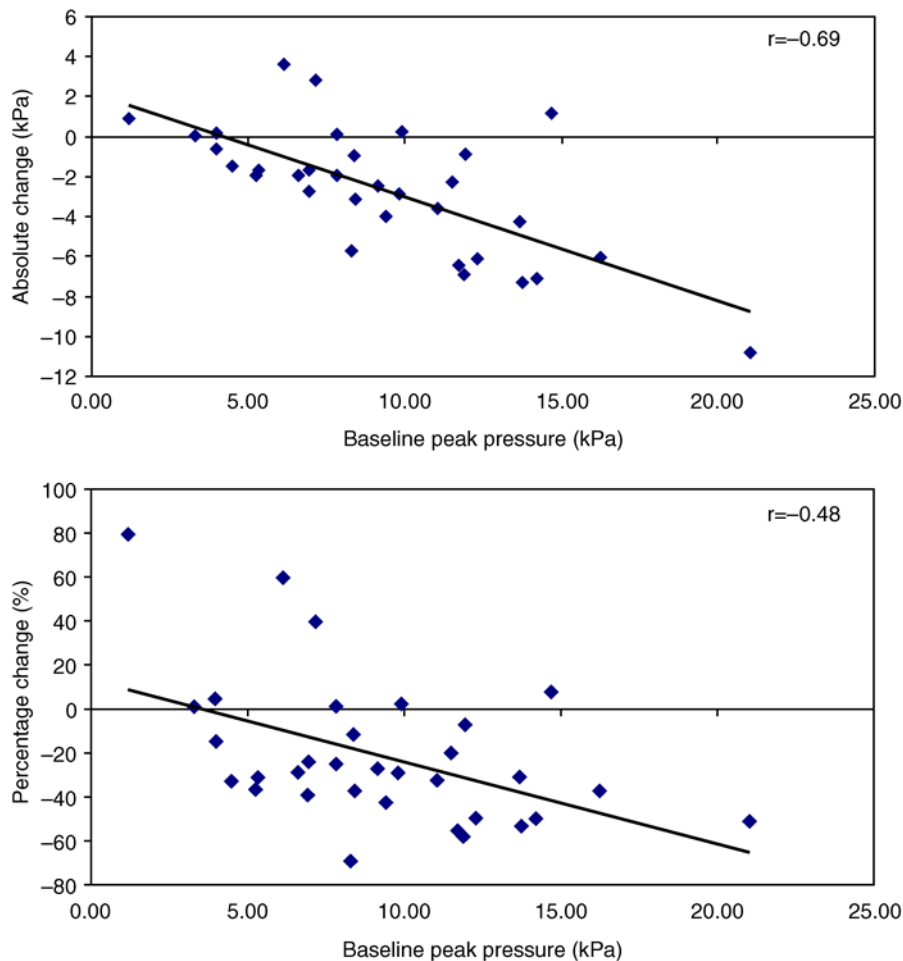 6
r=–0.69
4
2
0
–2
–4
–6
–8
–10
–12
Absolute change (kPa)
0.00 5.00 10.00 15.00 20.00 25.00
Baseline peak pressure (kPa)
100
r=–0.48
80
60
40
20
0
–20
–40
–60
–80
Percentage change (%)
0.00 5.00 10.00 15.00 20.00 25.00
Baseline peak pressure (kPa)